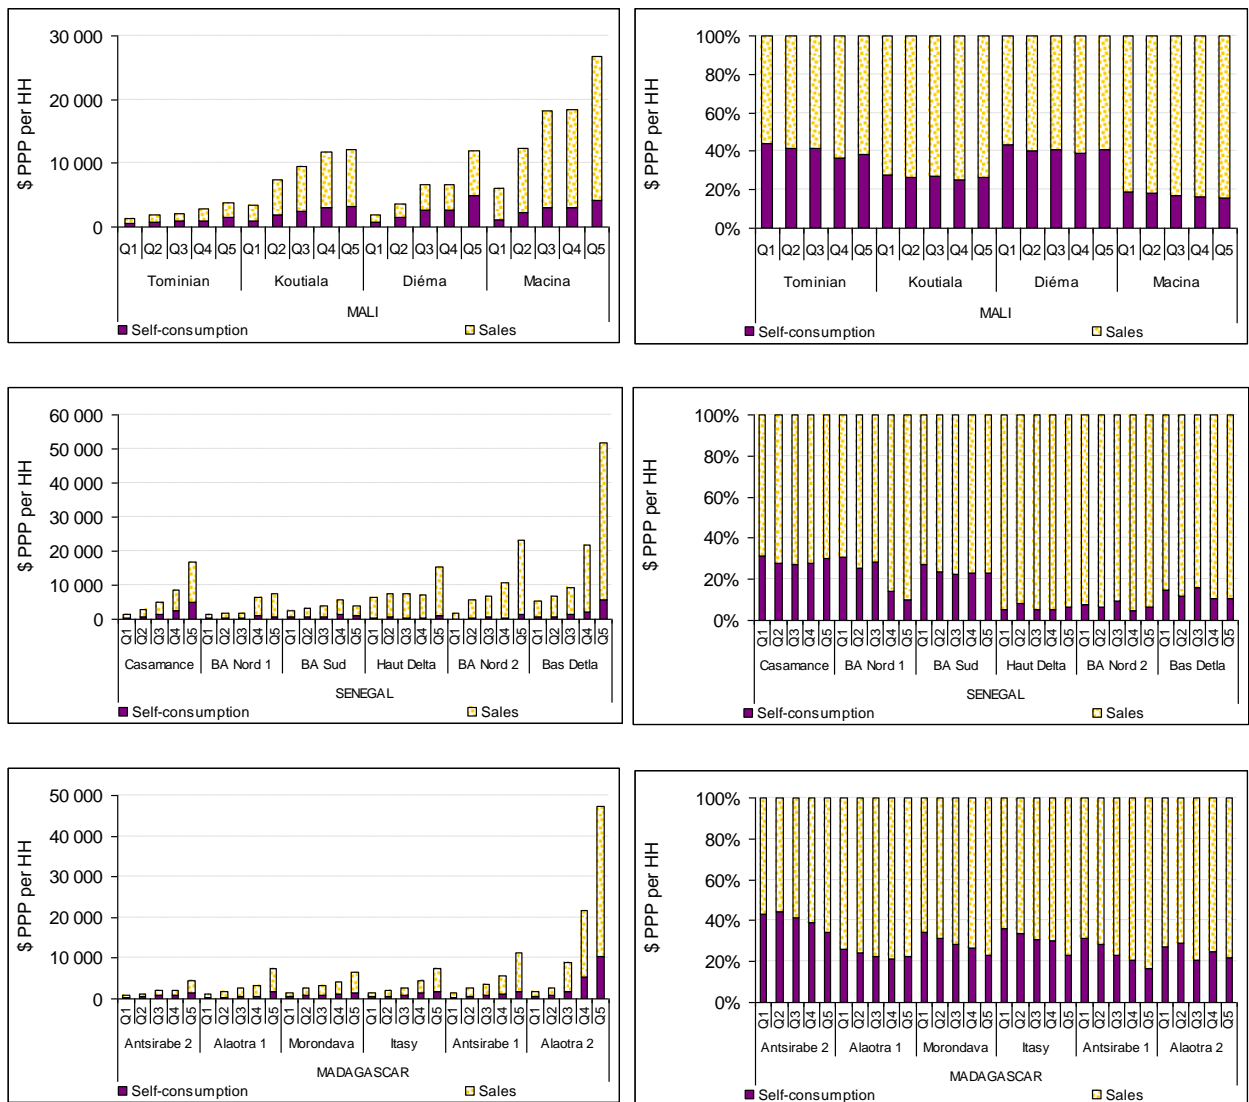 $ PPP per HH
30 000
20 000
10 000
0
Q1 Q2 Q3 Q4 Q5 Q1 Q2 Q3 Q4 Q5 Q1 Q2 Q3 Q4 Q5 Q1 Q2 Q3 Q4 Q5
Tominian Koutiala Diéma Macina
MALI
Self-consumption Sales
$ PPP per HH
100%
80%
60%
40%
20%
0%
Q1 Q2 Q3 Q4 Q5 Q1 Q2 Q3 Q4 Q5 Q1 Q2 Q3 Q4 Q5 Q1 Q2 Q3 Q4 Q5
Tominian Koutiala Diéma Macina
MALI
Self-consumption Sales
$ PPP per HH
60 000
50 000
40 000
30 000
20 000
10 000
0
Q1 Q2 Q3 Q4 Q5 Q1 Q2 Q3 Q4 Q5 Q1 Q2 Q3 Q4 Q5 Q1 Q2 Q3 Q4 Q5 Q1 Q2 Q3 Q4 Q5 Q1 Q2 Q3 Q4 Q5
Casamance BA Nord 1 BA Sud Haut Delta BA Nord 2 Bas Detla
SENEGAL
Self-consumption Sales
$ PPP per HH
100%
80%
60%
40%
20%
0%
Q1 Q2 Q3 Q4 Q5 Q1 Q2 Q3 Q4 Q5 Q1 Q2 Q3 Q4 Q5 Q1 Q2 Q3 Q4 Q5 Q1 Q2 Q3 Q4 Q5 Q1 Q2 Q3 Q4 Q5
Casamance BA Nord 1 BA Sud Haut Delta BA Nord 2 Bas Detla
SENEGAL
Self-consumption Sales
$ PPP per HH
50 000
40 000
30 000
20 000
10 000
0
Q1 Q2 Q3 Q4 Q5 Q1 Q2 Q3 Q4 Q5 Q1 Q2 Q3 Q4 Q5 Q1 Q2 Q3 Q4 Q5 Q1 Q2 Q3 Q4 Q5 Q1 Q2 Q3 Q4 Q5
Antsirabe 2 Alaotra 1 Morondava Itasy Antsirabe 1 Alaotra 2
MADAGASCAR
Self-consumption Sales
$ PPP per HH
100%
80%
60%
40%
20%
0%
Q1 Q2 Q3 Q4 Q5 Q1 Q2 Q3 Q4 Q5 Q1 Q2 Q3 Q4 Q5 Q1 Q2 Q3 Q4 Q5 Q1 Q2 Q3 Q4 Q5 Q1 Q2 Q3 Q4 Q5
Antsirabe 2 Alaotra 1 Morondava Itasy Antsirabe 1 Alaotra 2
MADAGASCAR
Self-consumption Sales